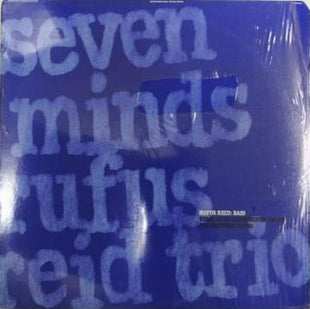 seven
minds
rufus
reid trio
RUFUS REID: BASS